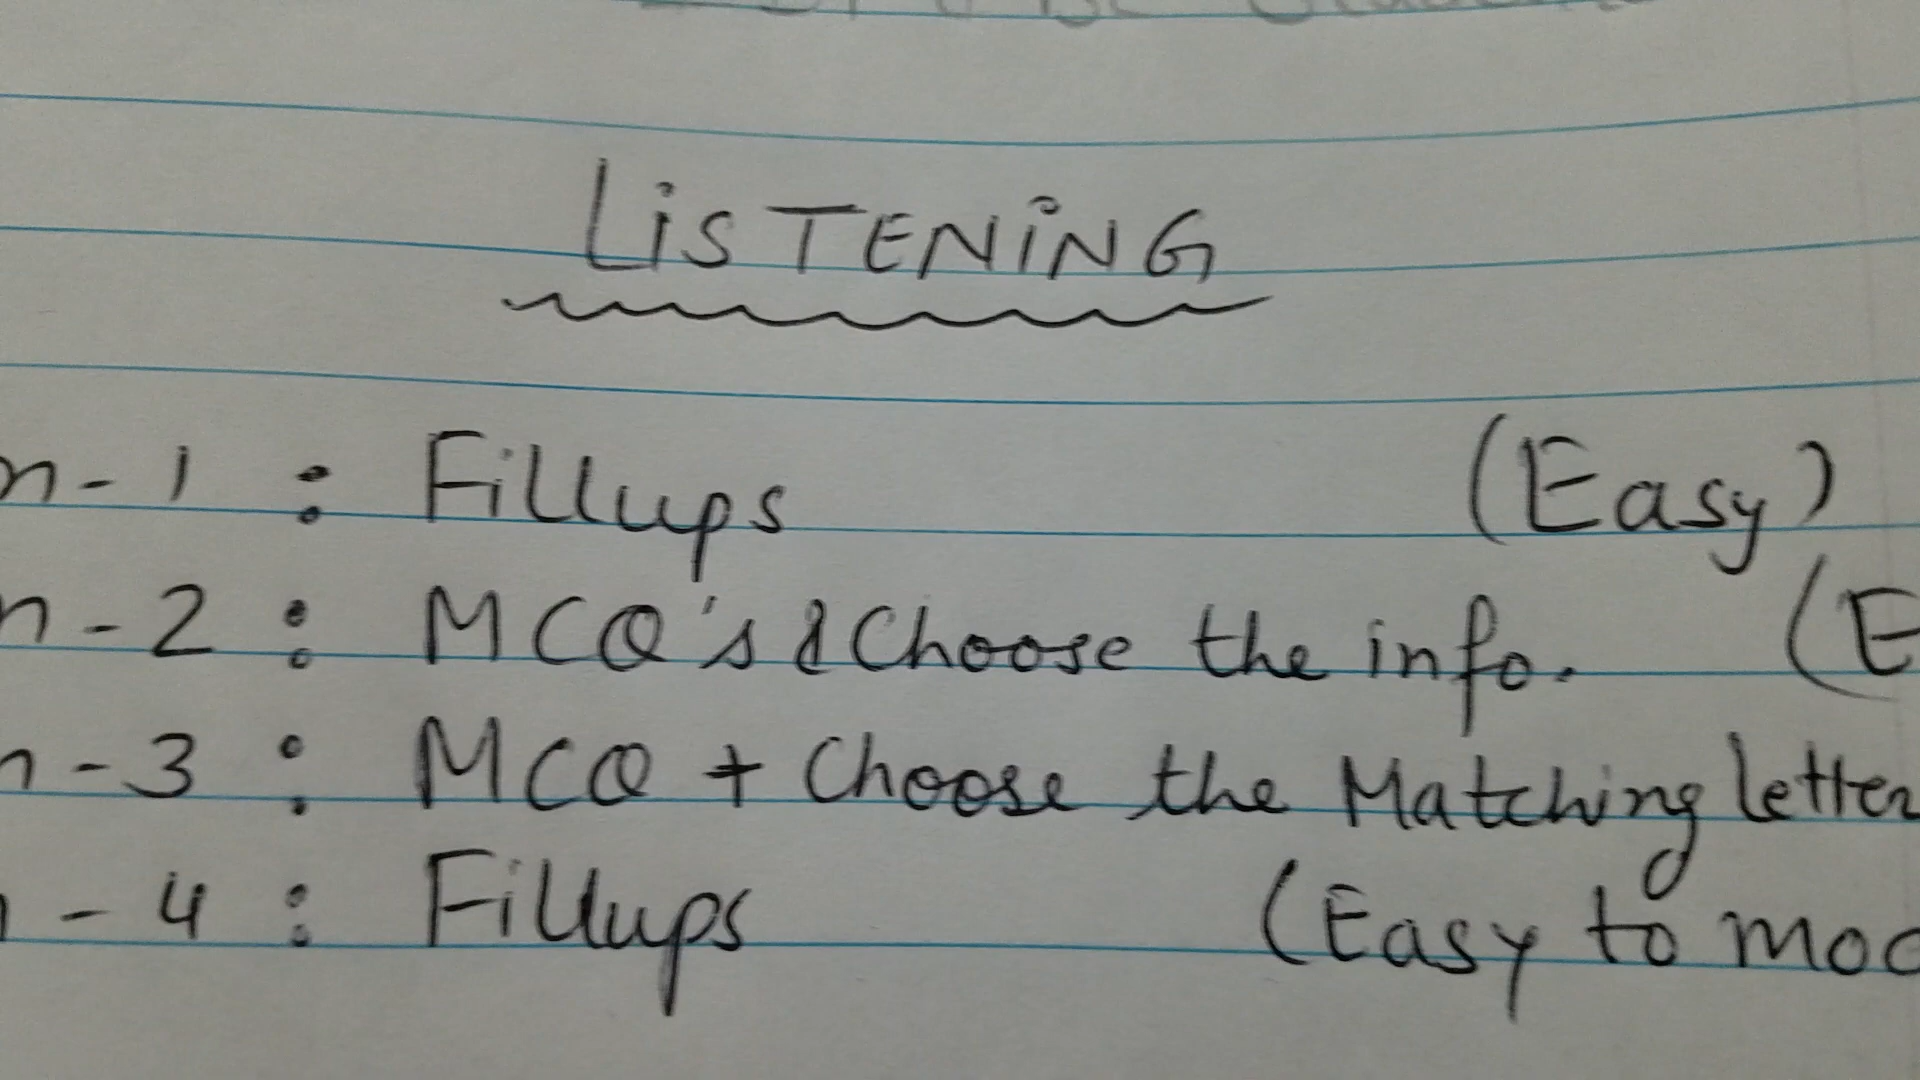 LiSTENiNG
n-1 : Fillups (Easy)
n-2 : MCQ's & Choose the info. (E
n-3 : MCQ + Choose the Matching letter
-4 : Fillups (Easy to mod